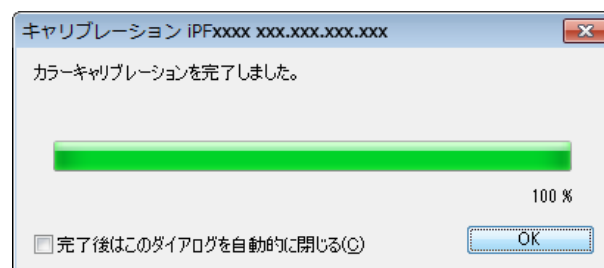 キャリブレーション iPFxxxx xxx.xxx.xxx.xxx
カラーキャリブレーションを完了しました。
100 %
完了後はこのダイアログを自動的に閉じる(C)
OK